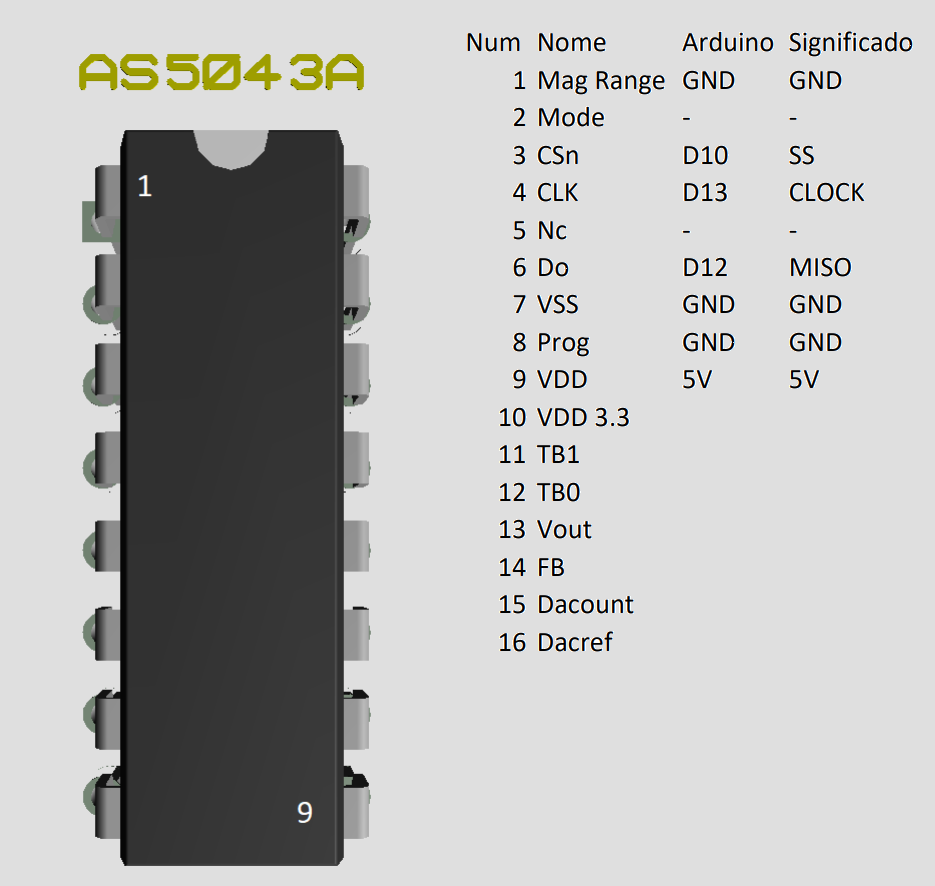 AS5043A
1
9
Num Nome Arduino Significado
1 Mag Range GND GND
2 Mode - -
3 CSn D10 SS
4 CLK D13 CLOCK
5 Nc - -
6 Do D12 MISO
7 VSS GND GND
8 Prog GND GND
9 VDD 5V 5V
10 VDD 3.3
11 TB1
12 TB0
13 Vout
14 FB
15 Dacount
16 Dacref